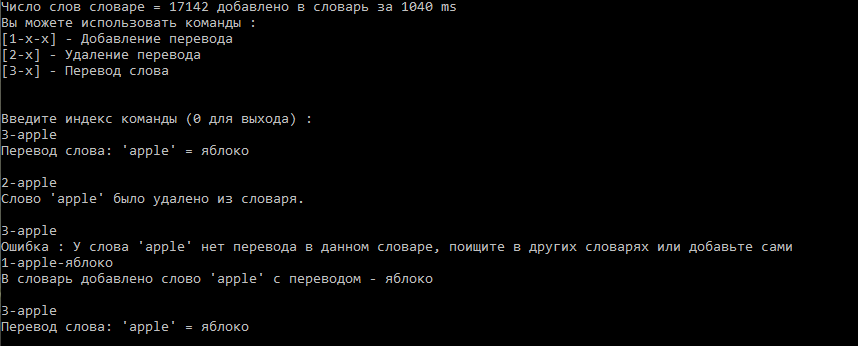 Число слов словаре = 17142 добавлено в словарь за 1040 ms
Вы можете использовать команды :
[1-x-x] - Добавление перевода
[2-x] - Удаление перевода
[3-x] - Перевод слова
Введите индекс команды (0 для выхода) :
3-apple
Перевод слова: 'apple' = яблоко
2-apple
Слово 'apple' было удалено из словаря.
3-apple
Ошибка : У слова 'apple' нет перевода в данном словаре, поищите в других словарях или добавьте сами
1-apple-яблоко
В словарь добавлено слово 'apple' с переводом - яблоко
3-apple
Перевод слова: 'apple' = яблоко